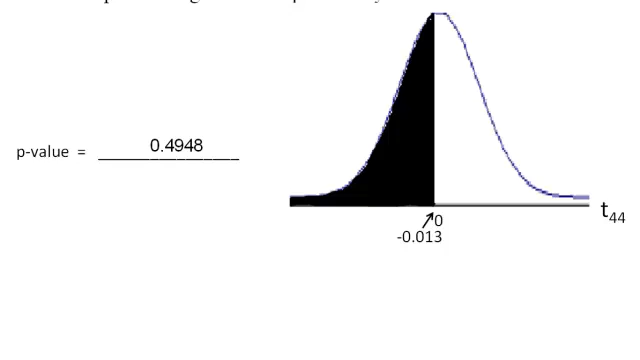 p-value = 0.4948
t44
0
-0.013